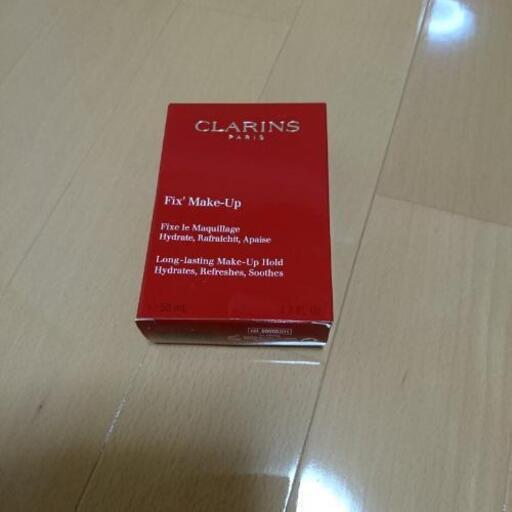 CLARINS
PARIS
Fix' Make-Up
Fixe le Maquillage
Hydrate, Rafraîchit, Apaise
Long-lasting Make-Up Hold
Hydrates, Refreshes, Soothes
50 mL